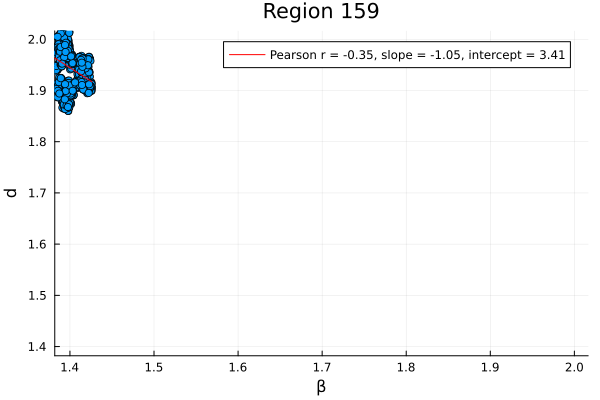 Region 159
Pearson r = -0.35, slope = -1.05, intercept = 3.41
d
2.0
1.9
1.8
1.7
1.6
1.5
1.4
1.4 1.5 1.6 1.7 1.8 1.9 2.0
β